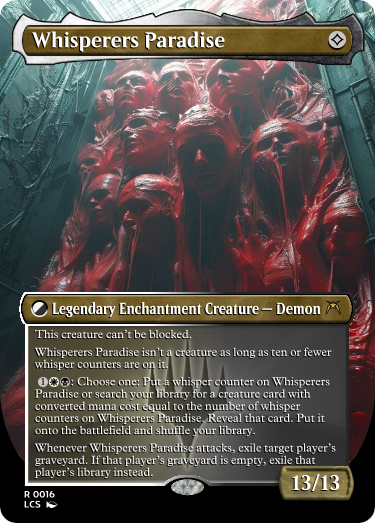 Whisperers Paradise
Legendary Enchantment Creature — Demon
This creature can't be blocked.
Whisperers Paradise isn't a creature as long as ten or fewer
whisper counters are on it.
1: Choose one: Put a whisper counter on Whisperers
Paradise or search your library for a creature card with
converted mana cost equal to the number of whisper
counters on Whisperers Paradise. Reveal that card. Put it
onto the battlefield and shuffle your library.
Whenever Whisperers Paradise attacks, exile target player's
graveyard. If that player's graveyard is empty, exile that
player's library instead.
13/13
R 0016
LCS